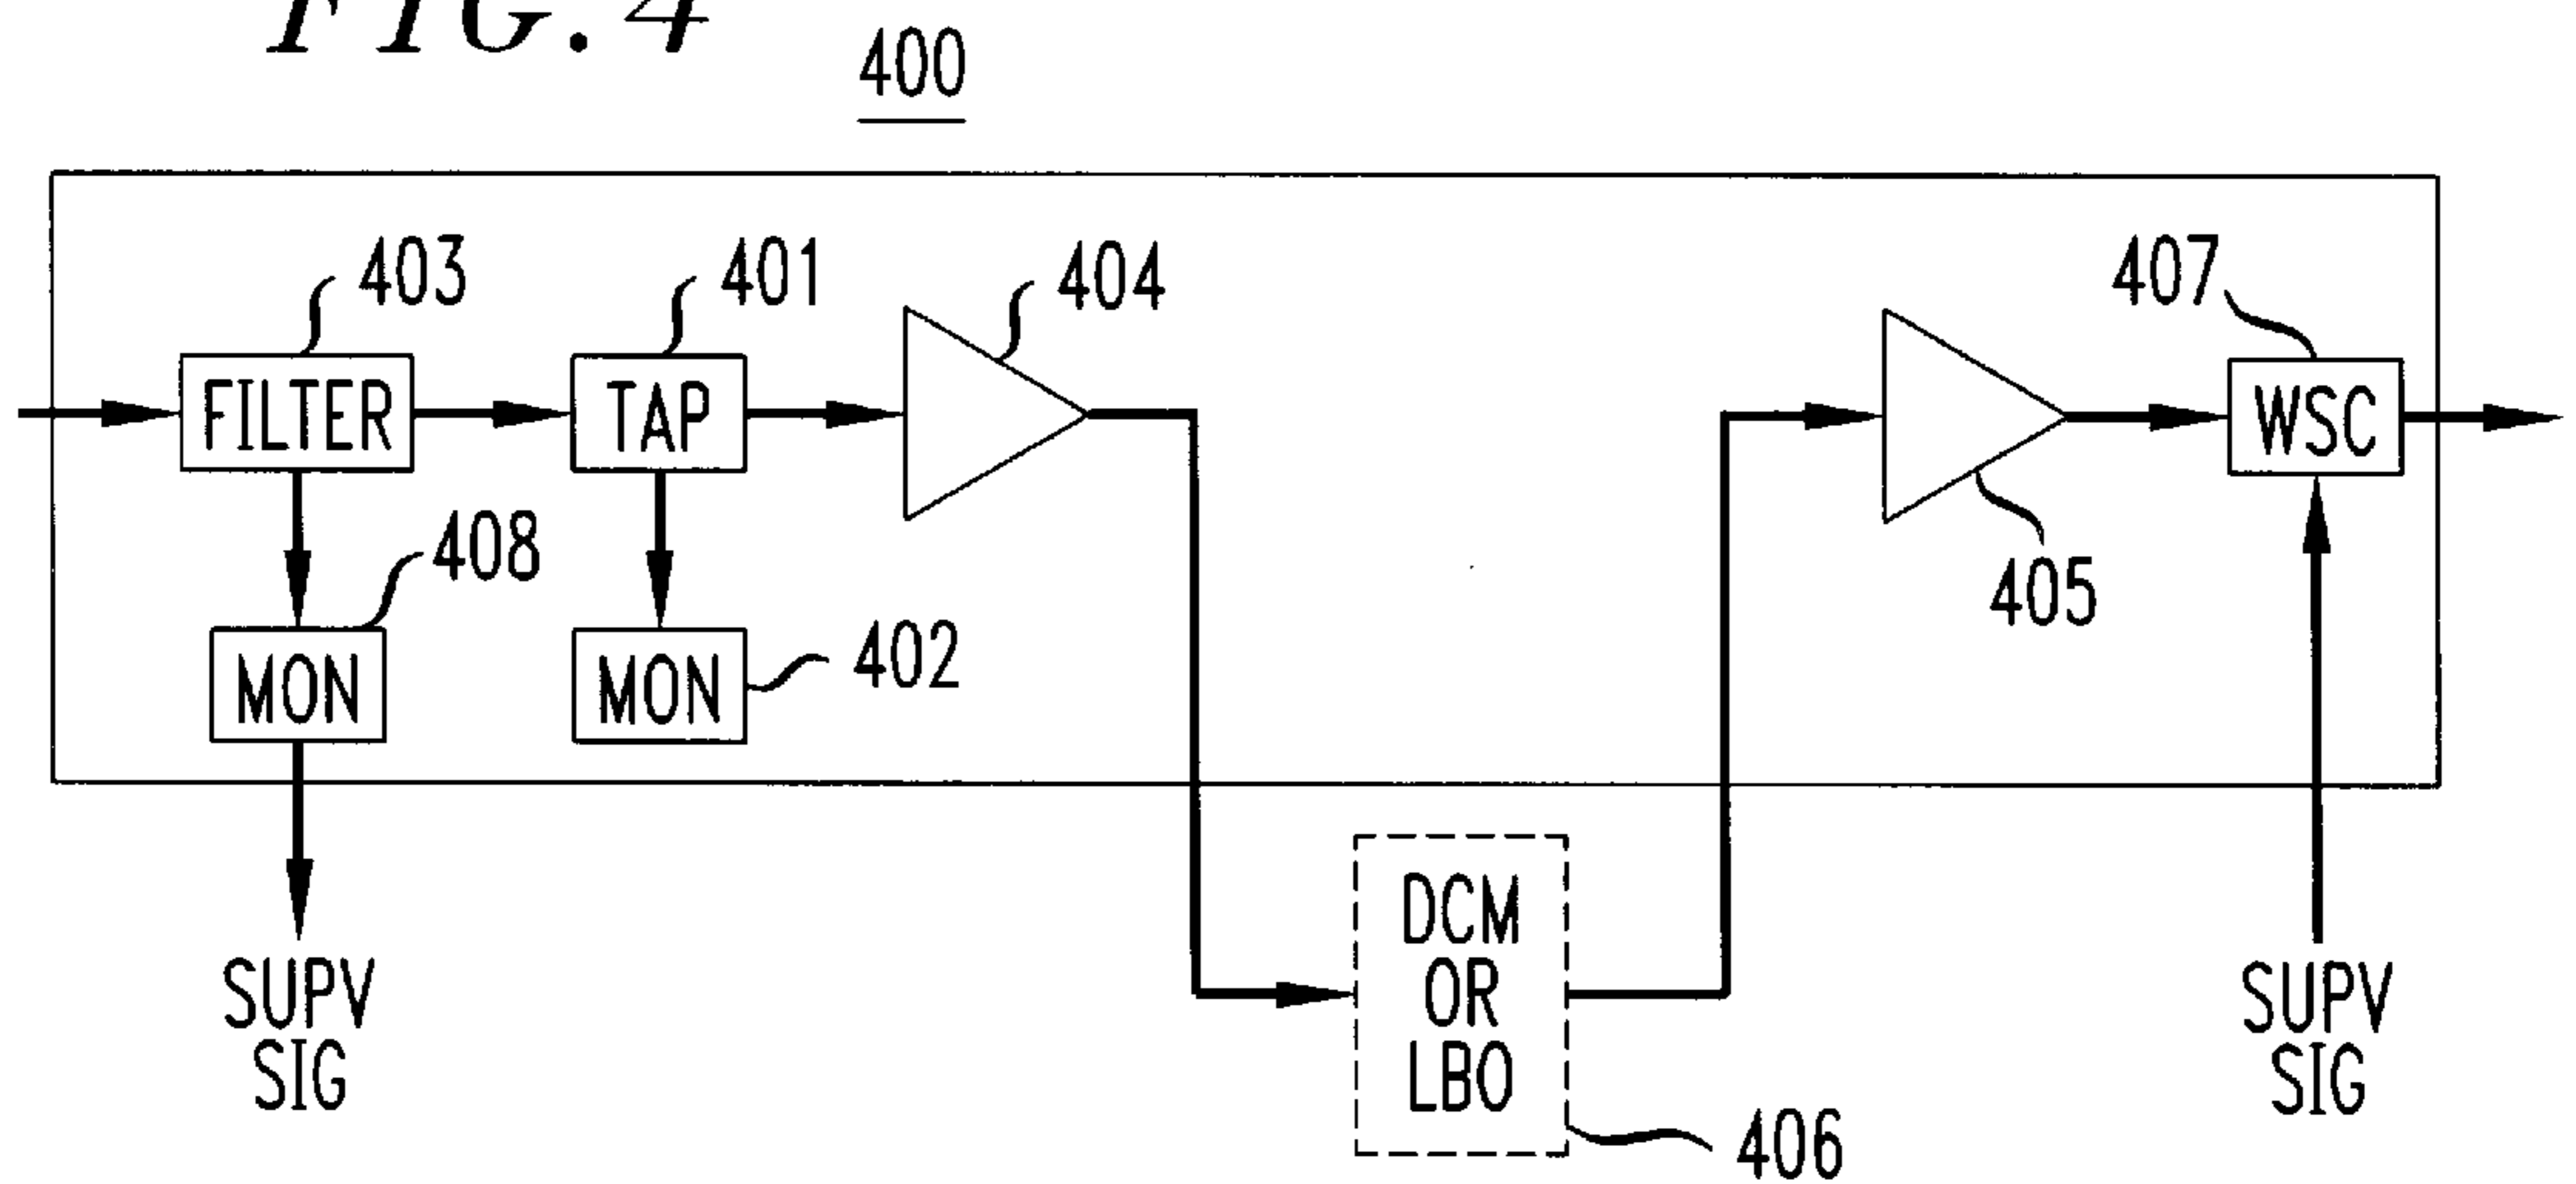 FIG. 4
400
403
401
404
407
FILTER
TAP
WSC
408
405
MON
MON
402
SUPV
SIG
DCM
OR
LBO
406
SUPV
SIG